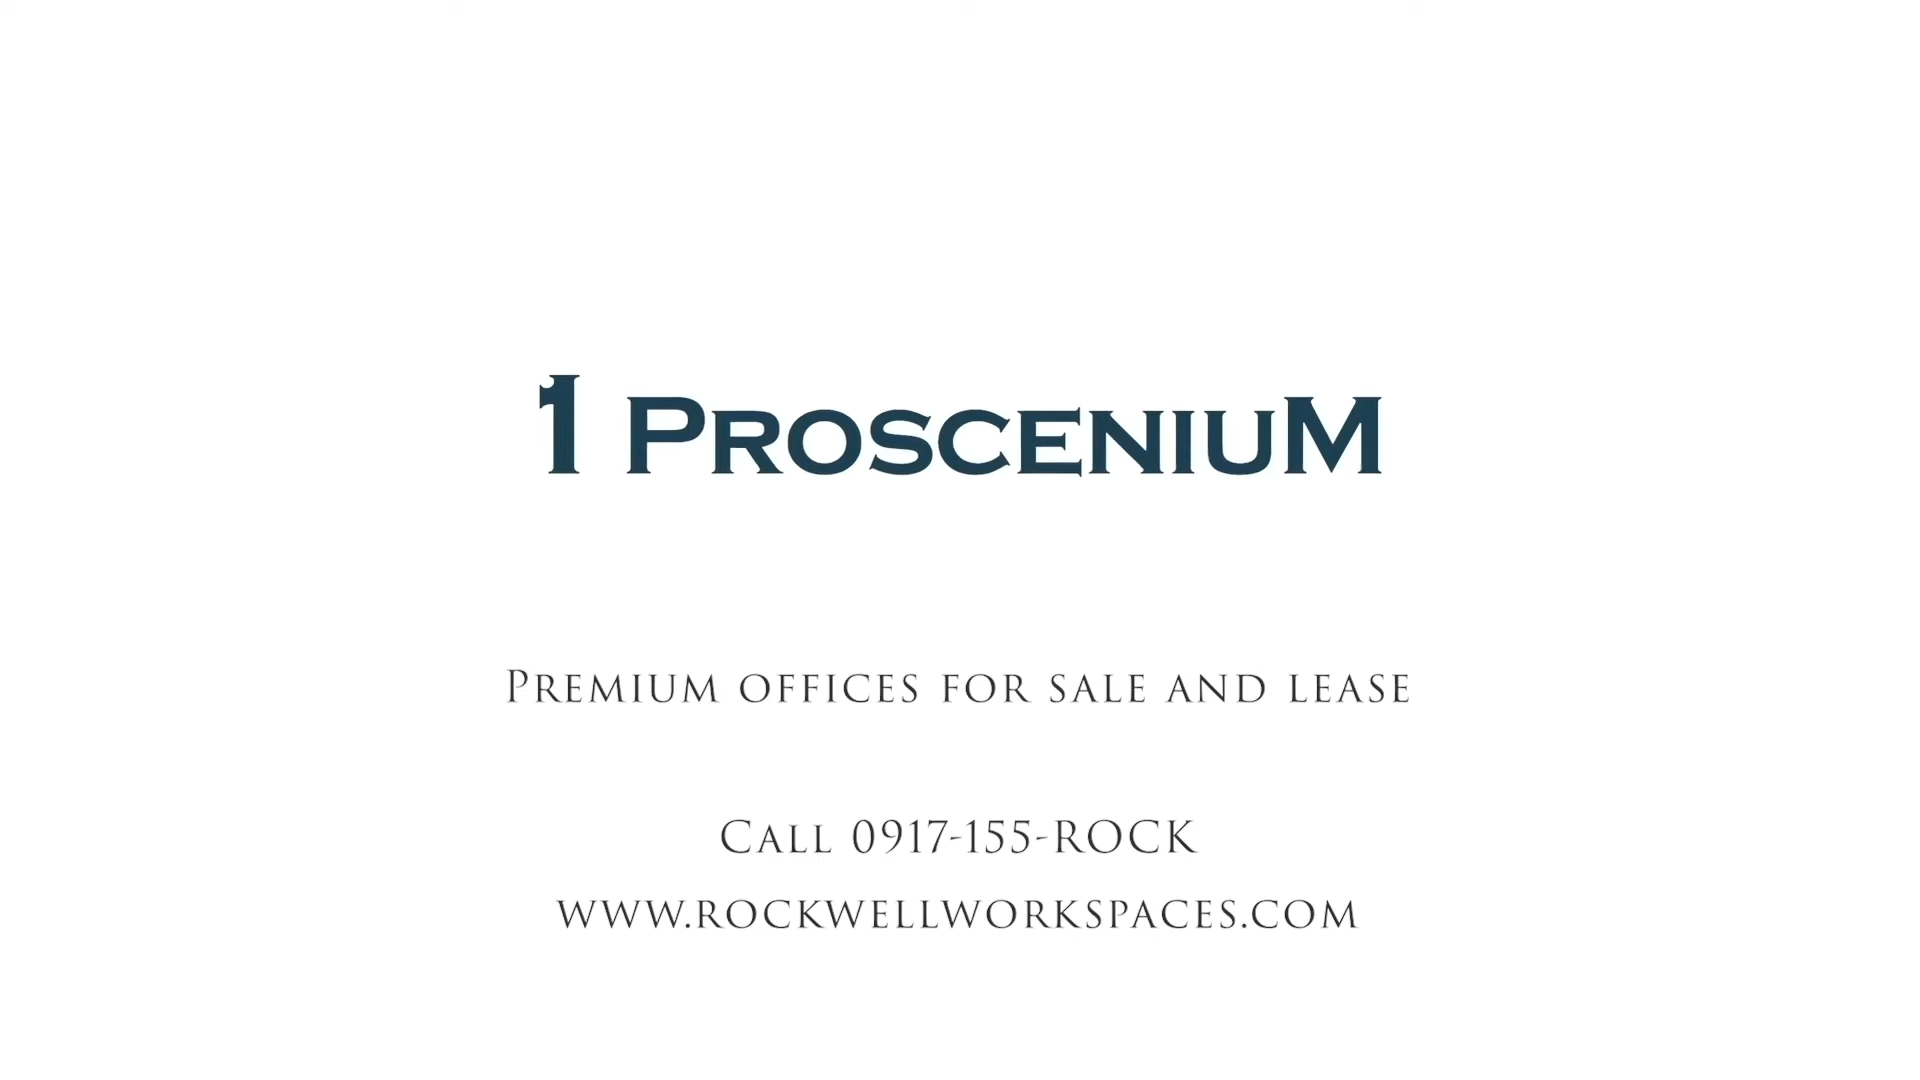 1 PROSCENIUM
PREMIUM OFFICES FOR SALE AND LEASE
CALL 0917-155-ROCK
WWW.ROCKWELLWORKSPACES.COM